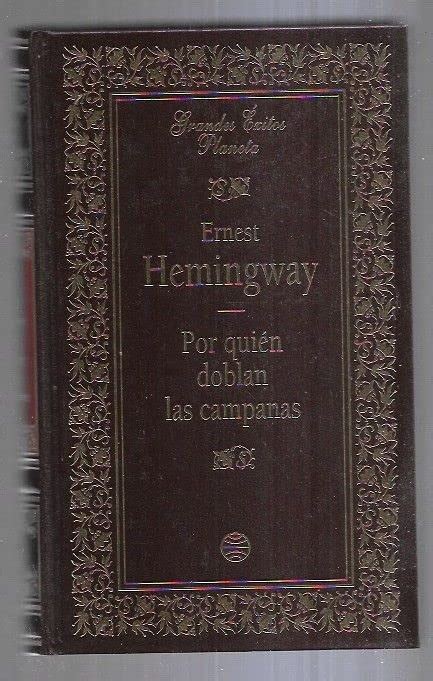 Grandes Éxitos
Planeta
Ernest
Hemingway
Por quién
doblan
las campanas